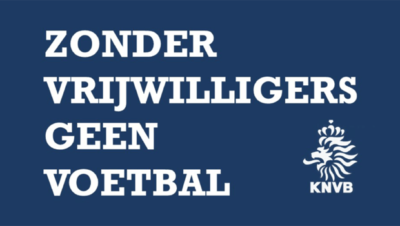 ZONDER
VRIJWILLIGERS
GEEN
VOETBAL
KNVB